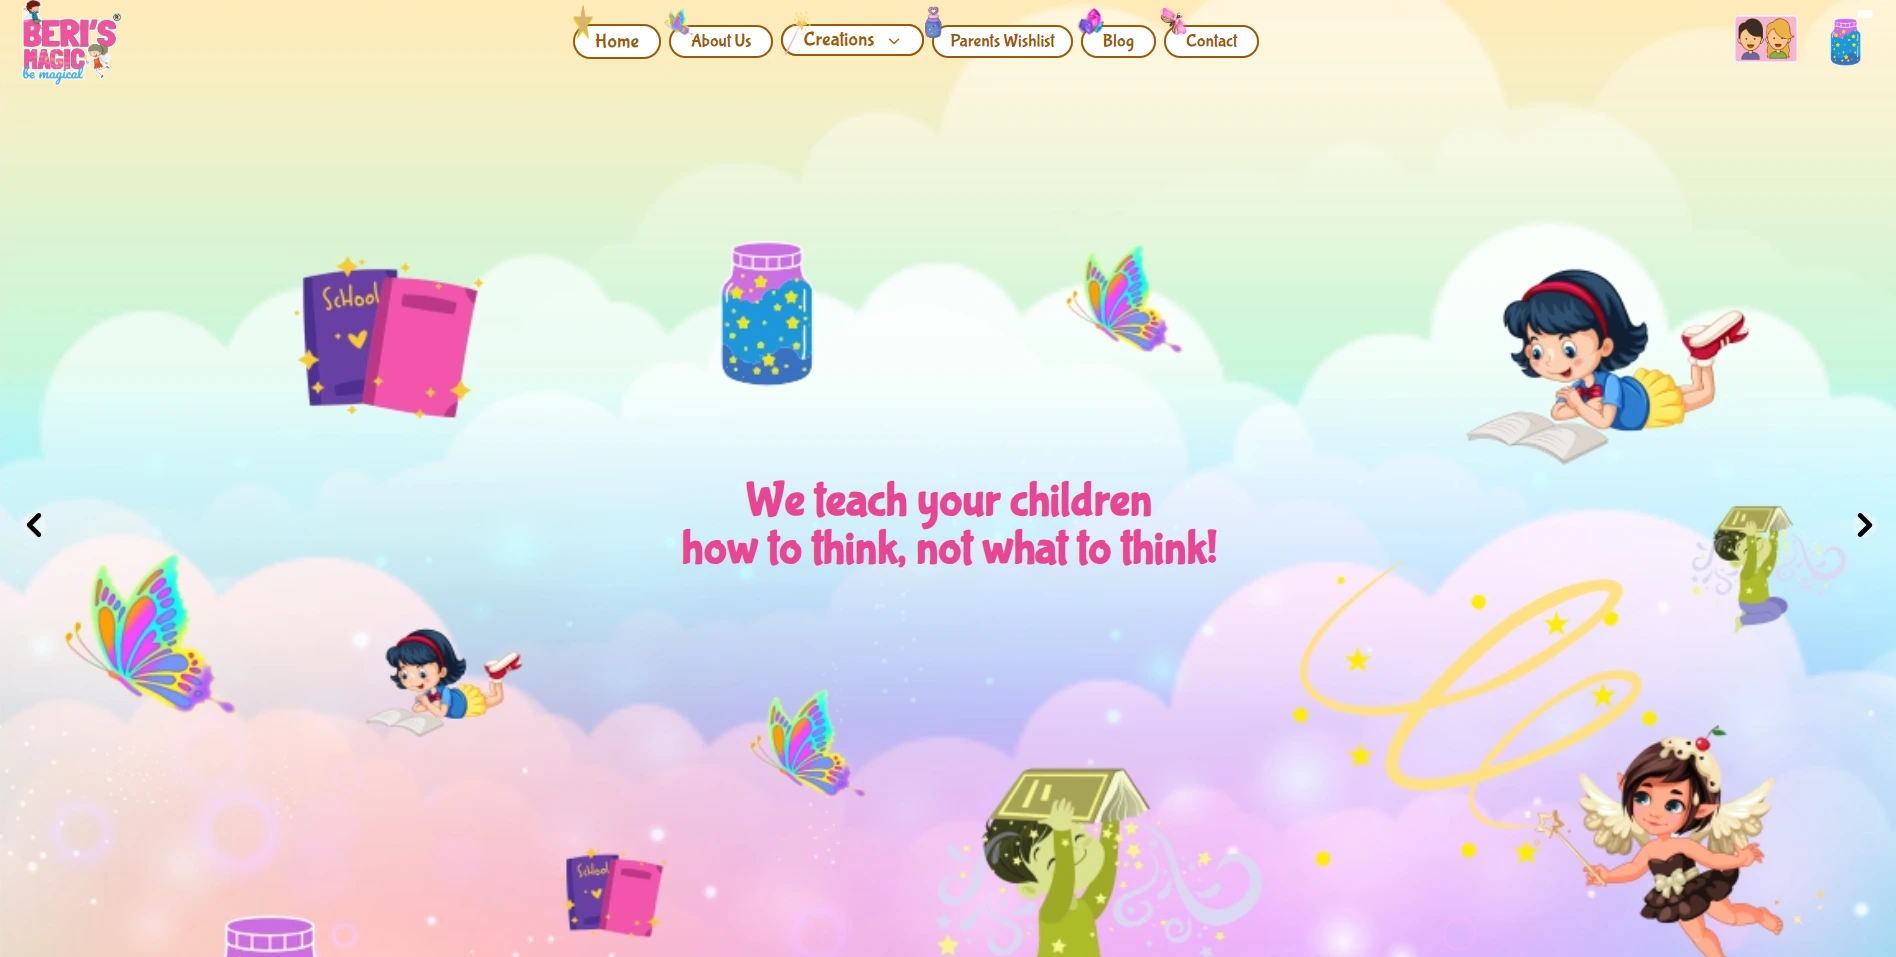 BERI'S®
MAGIC
be magical
Home
About Us
Creations
Parents Wishlist
Blog
Contact
School
We teach your children
how to think, not what to think!
School